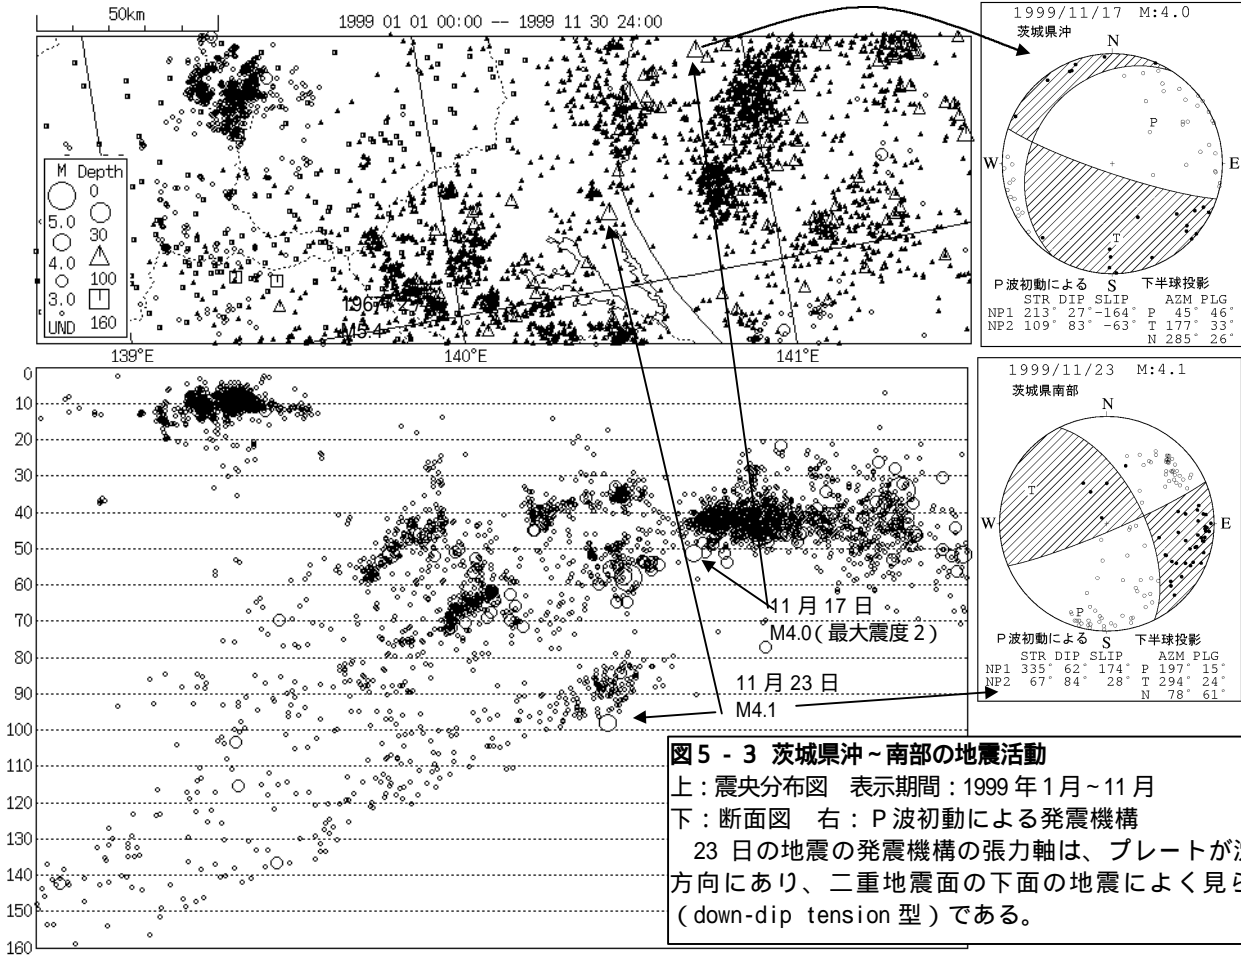 50km
1999 01 01 00:00 -- 1999 11 30 24:00
M Depth
0
5.0
30
4.0
100
3.0
160
UND
M5.4
139°E
140°E
141°E
0
10
20
30
40
50
60
70
80
90
100
110
120
130
140
150
160
11月17日
M4.0(最大震度2)
11月23日
M4.1
1999/11/17 M:4.0
茨城県沖
N
W
E
S
P
T
P波初動による
下半球投影
STR DIP SLIP AZM PLG
NP1 213° 27°-164° P 45° 46°
NP2 109° 83° -63° T 177° 33°
N 285° 26°
1999/11/23 M:4.1
茨城県南部
N
W
E
S
T
P
P波初動による
下半球投影
STR DIP SLIP AZM PLG
NP1 335° 62° 174° P 197° 15°
NP2 67° 84° 28° T 294° 24°
N 78° 61°
図5-3 茨城県沖~南部の地震活動
上:震央分布図 表示期間:1999年1月~11月
下:断面図 右:P波初動による発震機構
23日の地震の発震機構の張力軸は、プレートが
方向にあり、二重地震面の下面の地震によく見ら
(down-dip tension型)である。